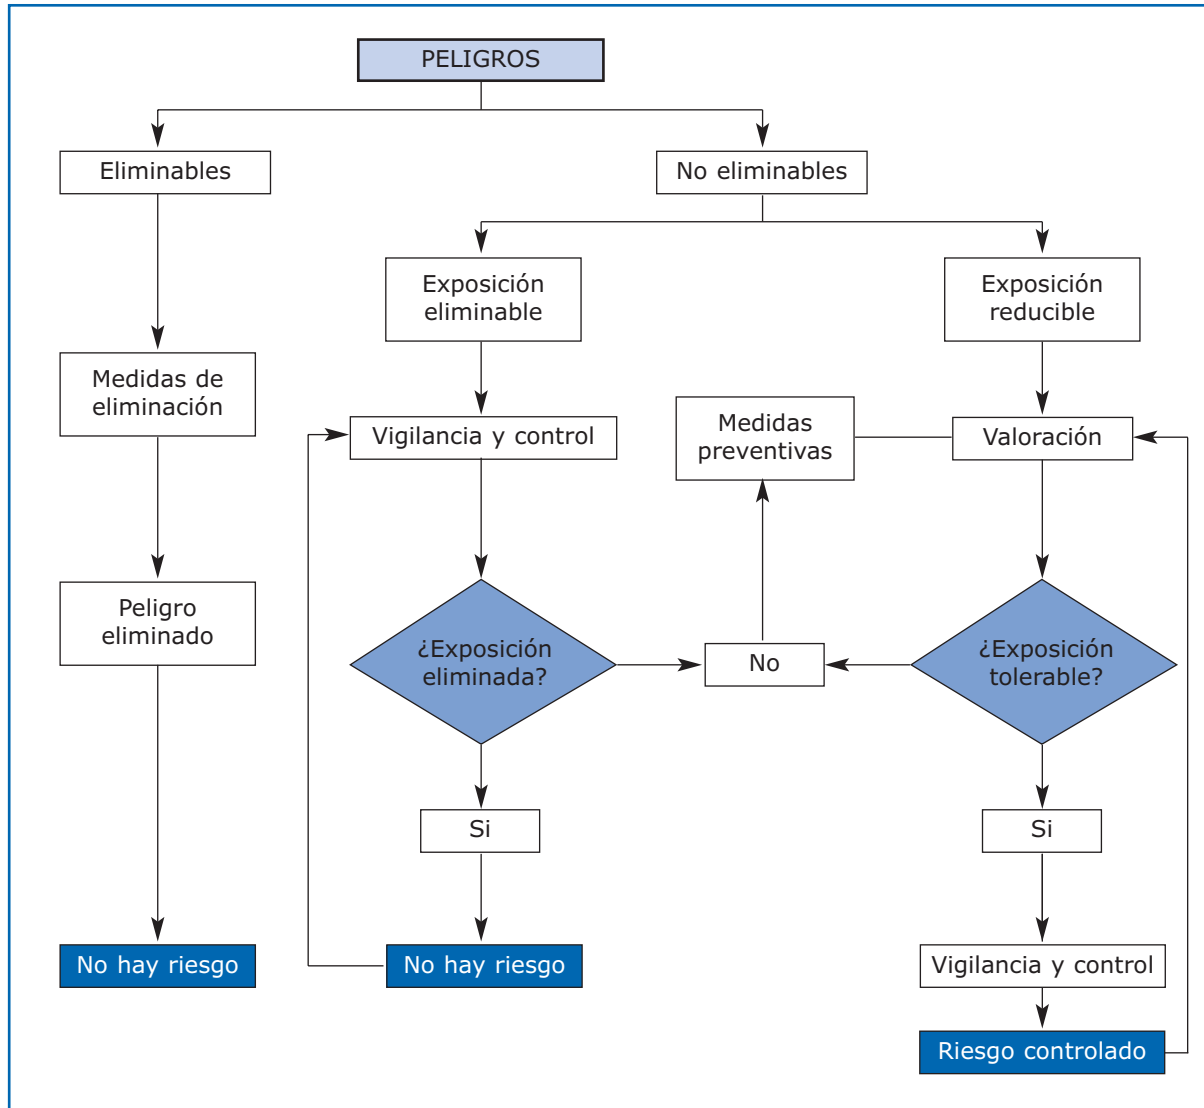 PELIGROS
Eliminables
No eliminables
Exposición
eliminable
Exposición
reducible
Medidas de
eliminación
Vigilancia y control
Medidas
preventivas
Valoración
Peligro
eliminado
¿Exposición
eliminada?
No
¿Exposición
tolerable?
Si
Si
No hay riesgo
No hay riesgo
Vigilancia y control
Riesgo controlado